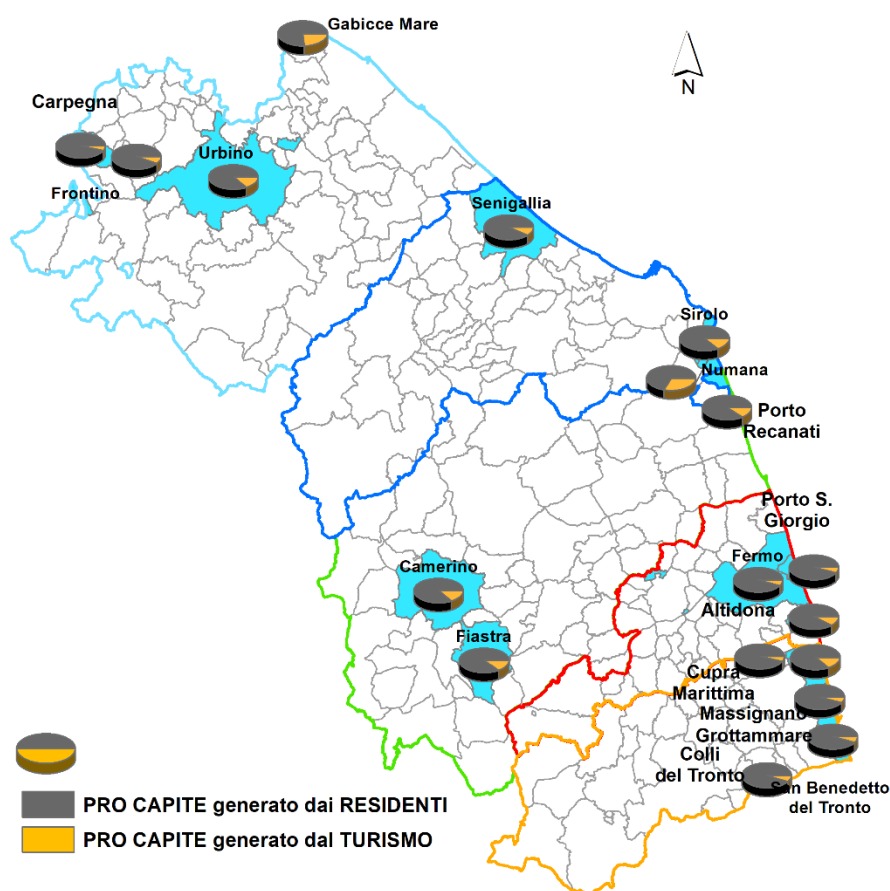 Gabicce Mare
N
Carpegna
Urbino
Frontino
Senigallia
Sirolo
Numana
Porto
Recanati
Porto S.
Giorgio
Fermo
Camerino
Altidona
Fiastra
Cupra
Marittima
Massignano
Grottammare
Colli
del Tronto
San Benedetto
del Tronto
PRO CAPITE generato dai RESIDENTI
PRO CAPITE generato dal TURISMO